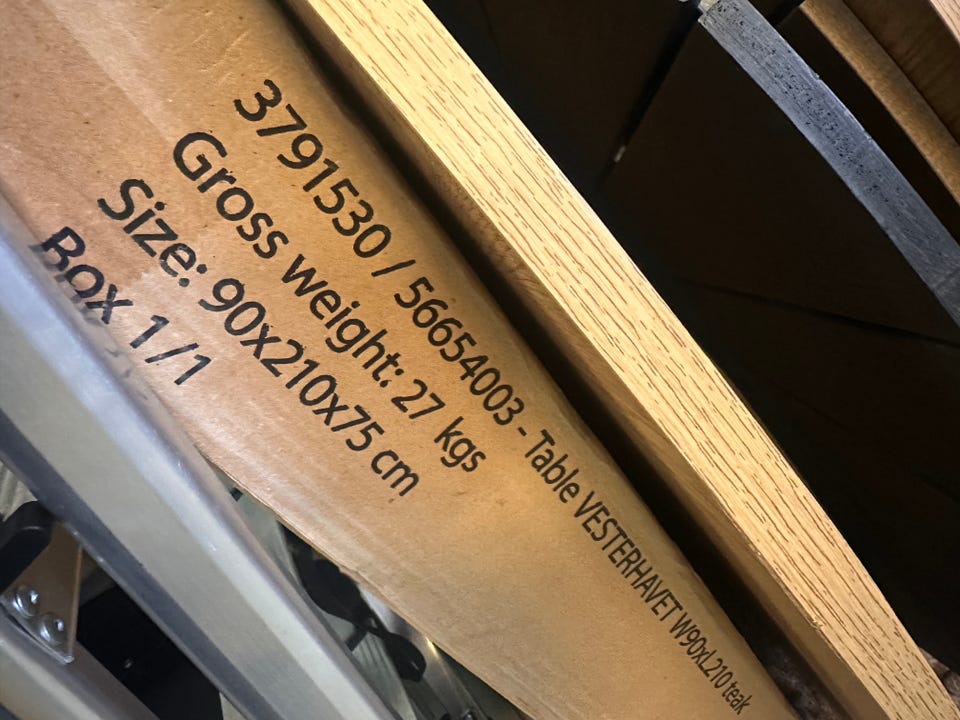 3791530 / 56654003 - Table VESTERHAVET W90xL210 teak
Gross weight: 27 kgs
Size: 90x210x75 cm
Box 1/1